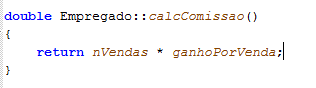 double Empregado::calcComissao()
{
    return nVendas * ganhoPorVenda;
}